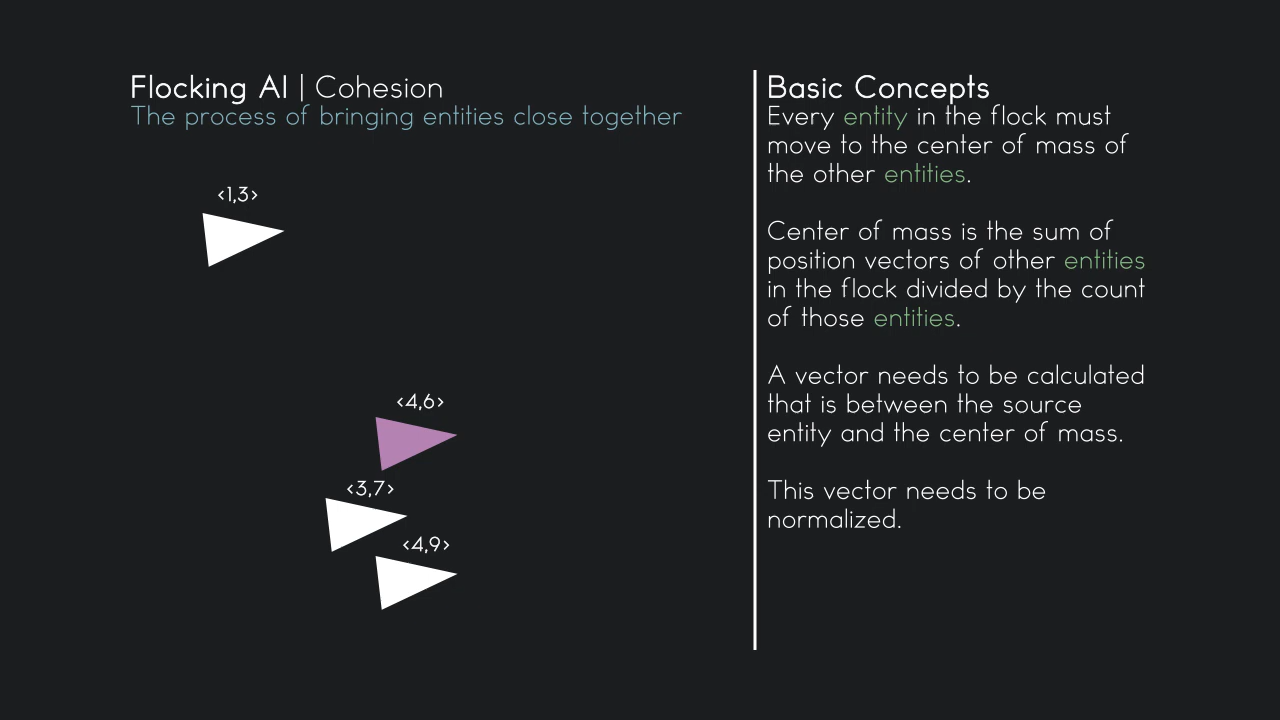 Flocking AI | Cohesion
The process of bringing entities close together
<1,3>
<4,6>
<3,7>
<4,9>
Basic Concepts
Every entity in the flock must
move to the center of mass of
the other entities.
Center of mass is the sum of
position vectors of other entities
in the flock divided by the count
of those entities.
A vector needs to be calculated
that is between the source
entity and the center of mass.
This vector needs to be
normalized.